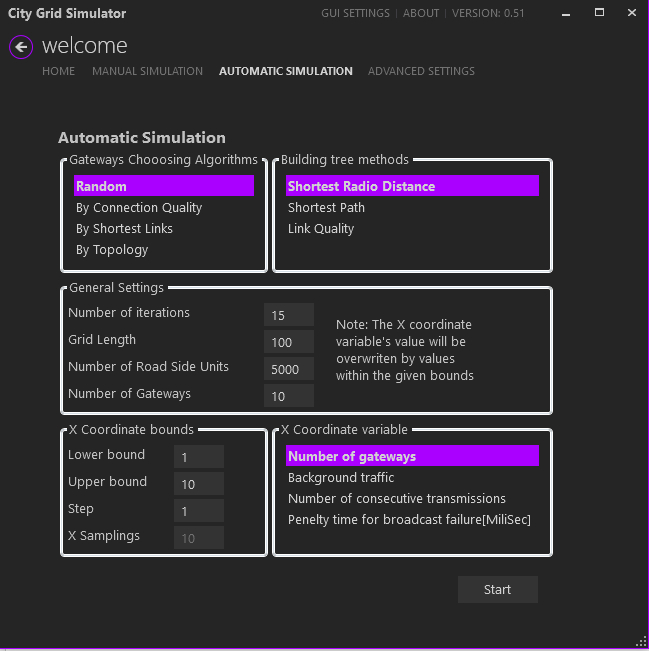 City Grid Simulator
GUI SETTINGS | ABOUT | VERSION: 0.51
welcome
HOME MANUAL SIMULATION AUTOMATIC SIMULATION ADVANCED SETTINGS
Automatic Simulation
Gateways Chooosing Algorithms
Random
By Connection Quality
By Shortest Links
By Topology
Building tree methods
Shortest Radio Distance
Shortest Path
Link Quality
General Settings
Number of iterations 15
Grid Length 100
Number of Road Side Units 5000
Number of Gateways 10
Note: The X coordinate
variable's value will be
overwriten by values
within the given bounds
X Coordinate bounds
Lower bound 1
Upper bound 10
Step 1
X Samplings 10
X Coordinate variable
Number of gateways
Background traffic
Number of consecutive transmissions
Penelty time for broadcast failure[MiliSec]
Start